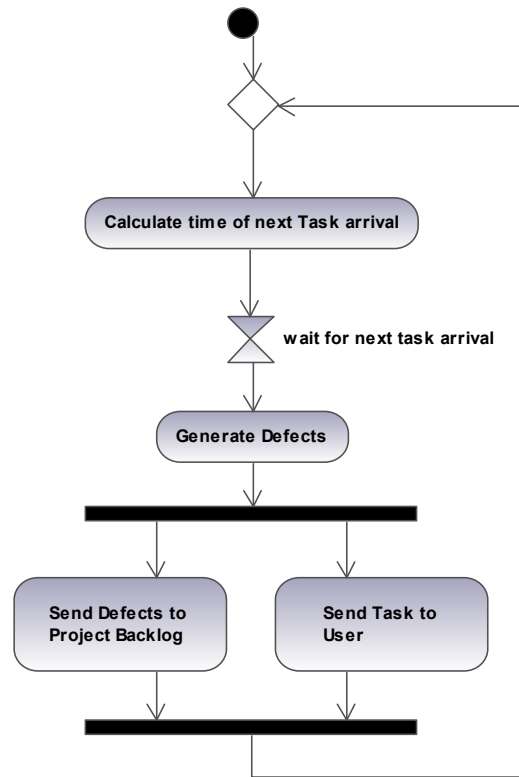 Calculate time of next Task arrival
wait for next task arrival
Generate Defects
Send Defects to
Project Backlog
Send Task to
User